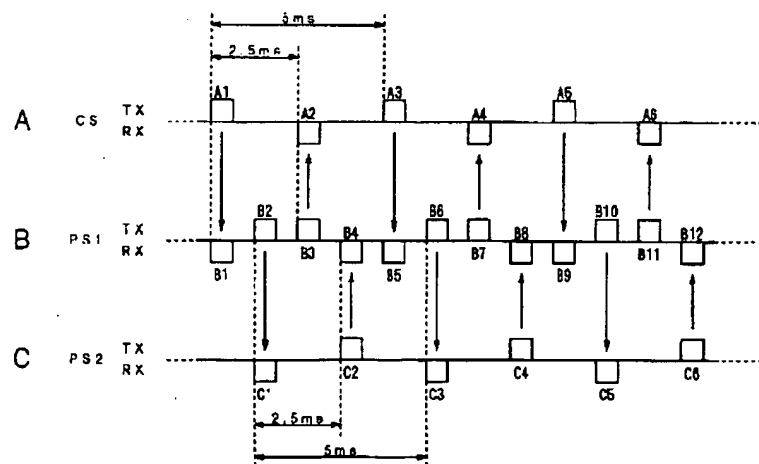 5ms
2.5ms
A1 A3 A5
A CS TX
RX
A2 A4 A6
B2 B6 B10
B PS1 TX
RX
B4 B8 B12
B1 B3 B5 B7 B9 B11
C PS2 TX
RX
C1 C2 C3 C4 C5 C6
2.5ms
5ms